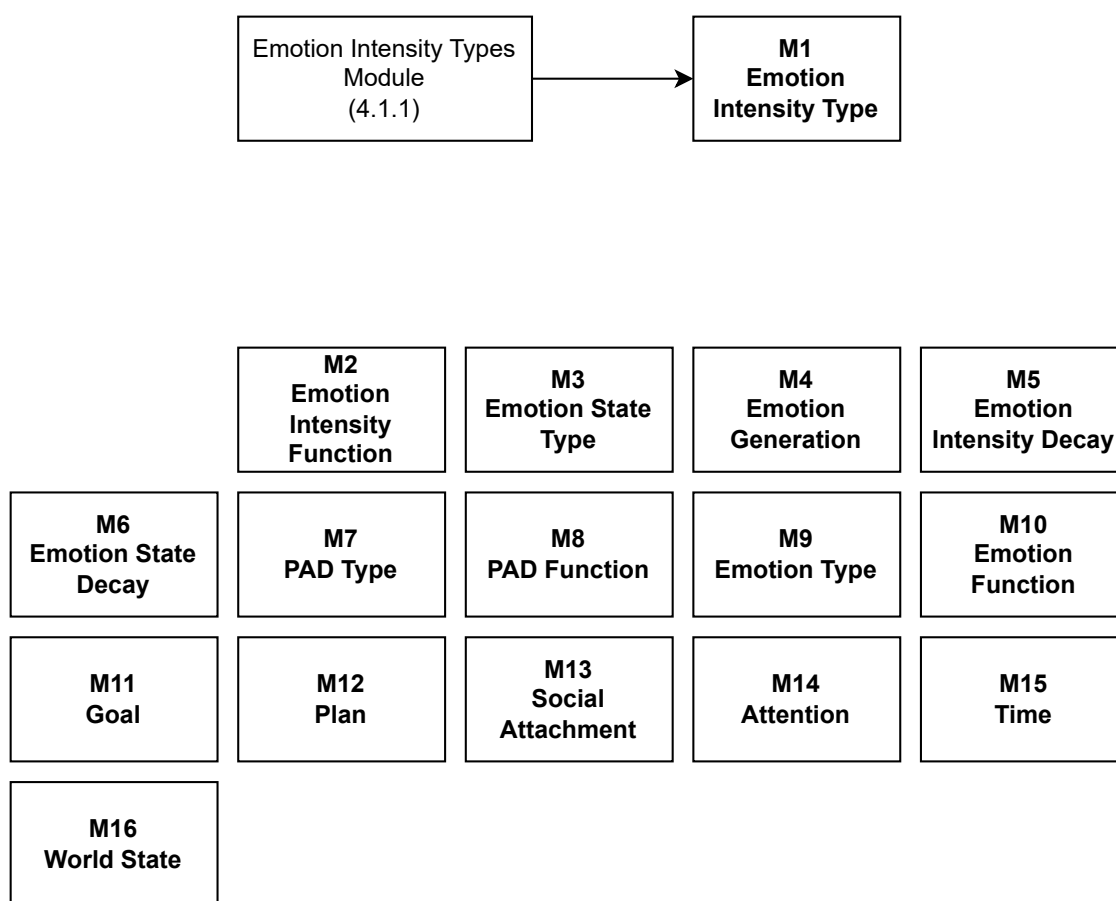 Emotion Intensity Types
Module
(4.1.1)
M1
Emotion
Intensity Type
M2
Emotion
Intensity
Function
M3
Emotion State
Type
M4
Emotion
Generation
M5
Emotion
Intensity Decay
M6
Emotion State
Decay
M7
PAD Type
M8
PAD Function
M9
Emotion Type
M10
Emotion
Function
M11
Goal
M12
Plan
M13
Social
Attachment
M14
Attention
M15
Time
M16
World State